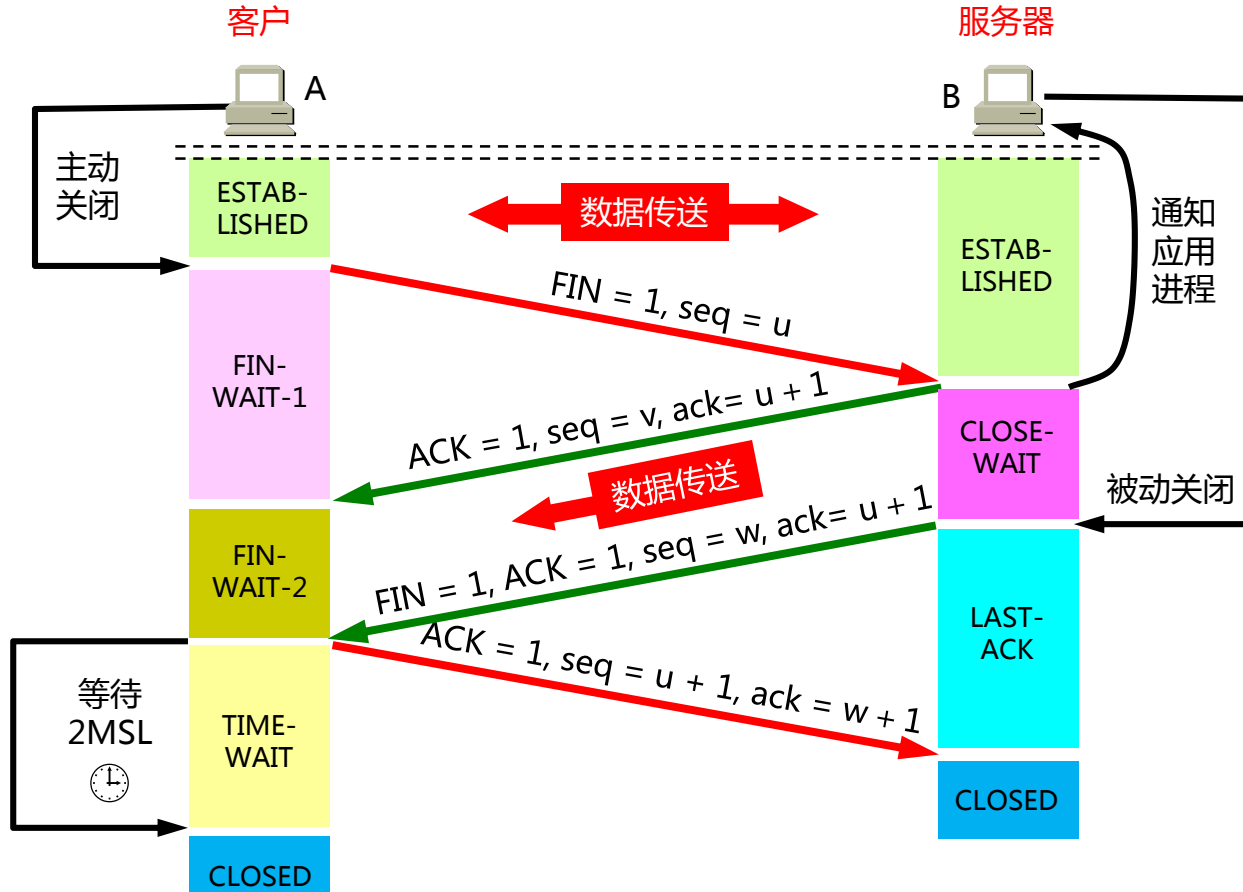 客户
服务器
A
B
主动
关闭
ESTAB-
LISHED
数据传送
ESTAB-
LISHED
通知
应用
进程
FIN = 1, seq = u
FIN-
WAIT-1
ACK = 1, seq = v, ack= u + 1
CLOSE-
WAIT
数据传送
被动关闭
FIN = 1, ACK = 1, seq = w, ack= u + 1
FIN-
WAIT-2
LAST-
ACK
ACK = 1, seq = u + 1, ack = w + 1
等待
2MSL
TIME-
WAIT
CLOSED
CLOSED